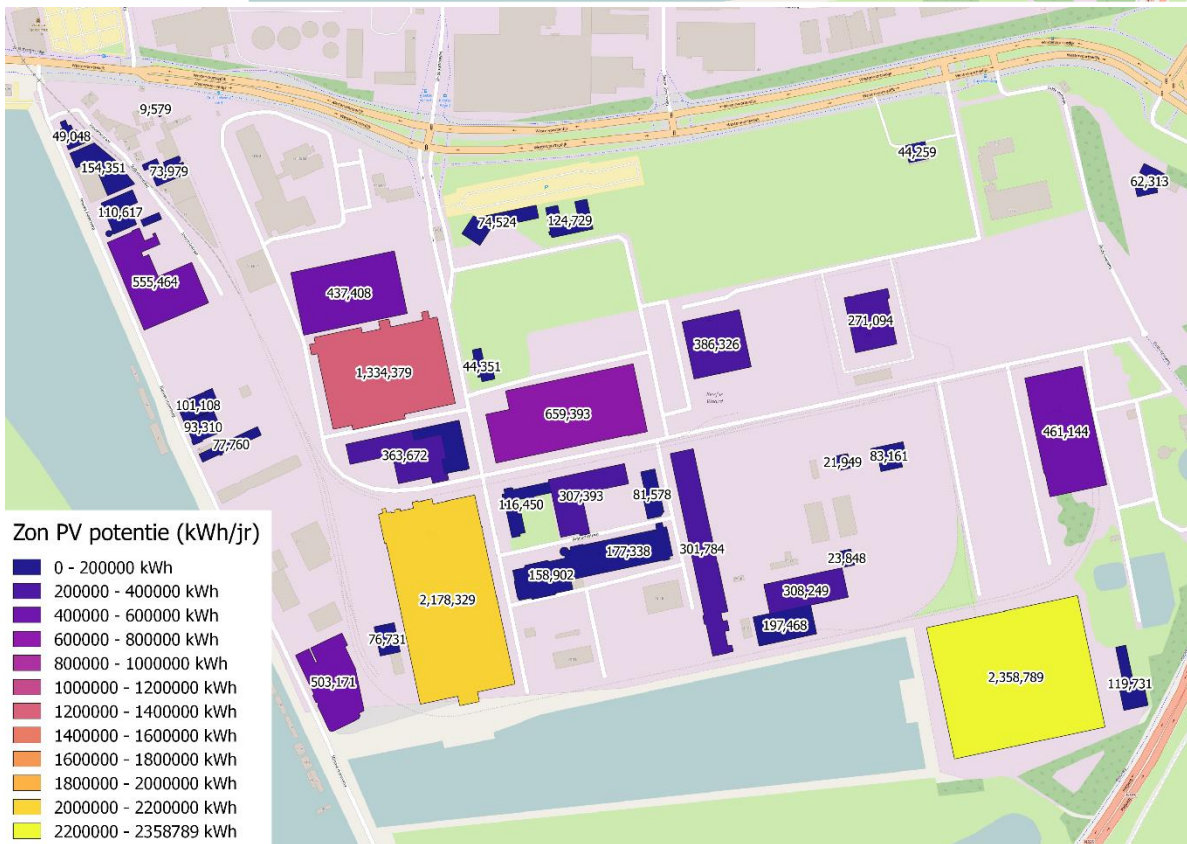 9,579
49,048
154,351
73,979
110,617
555,464
44,259
62,313
P
74,524
124,729
437,408
1,334,379
44,351
386,326
271,094
659,393
461,144
101,108
93,310
77,760
363,672
21,949
83,161
116,450
307,393
81,578
301,784
177,338
158,902
23,848
308,249
197,468
2,178,329
76,731
503,171
2,358,789
119,731
Zon PV potentie (kWh/jr)
0 - 200000 kWh
200000 - 400000 kWh
400000 - 600000 kWh
600000 - 800000 kWh
800000 - 1000000 kWh
1000000 - 1200000 kWh
1200000 - 1400000 kWh
1400000 - 1600000 kWh
1600000 - 1800000 kWh
1800000 - 2000000 kWh
2000000 - 2200000 kWh
2200000 - 2358789 kWh